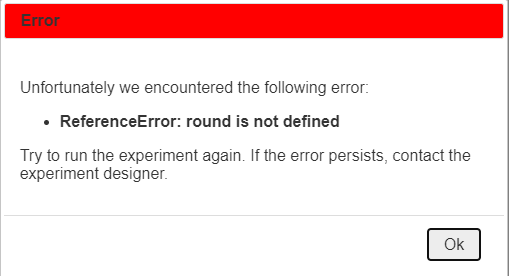 Error
Unfortunately we encountered the following error:
• ReferenceError: round is not defined
Try to run the experiment again. If the error persists, contact the
experiment designer.
Ok